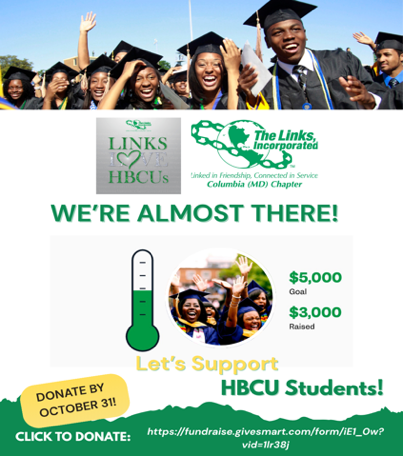 LINKS
LOVE
HBCUs
The Links,
Incorporated
Linked in Friendship, Connected in Service
Columbia (MD) Chapter
WE'RE ALMOST THERE!
$5,000
Goal
$3,000
Raised
Let's Support
HBCU Students!
DONATE BY
OCTOBER 31!
CLICK TO DONATE:
https://fundraise.givesmart.com/form/iE1_0w?
vid=1lr38j